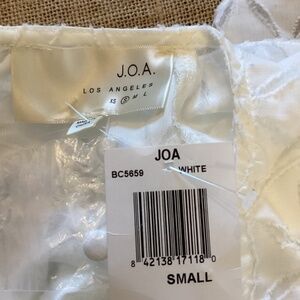 J.O.A.
LOS ANGELES
XS S M L
JOA
BC5659 WHITE
8 42138 17118 0
SMALL